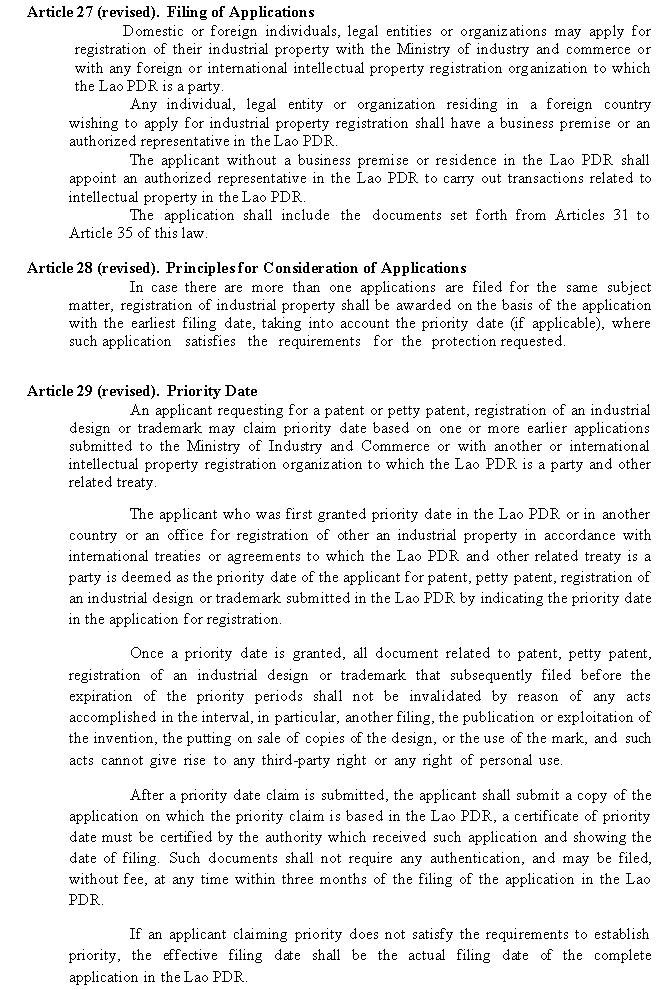 Article 27 (revised). Filing of Applications
Domestic or foreign individuals, legal entities or organizations may apply for
registration of their industrial property with the Ministry of industry and commerce or
with any foreign or international intellectual property registration organization to which
the Lao PDR is a party.
Any individual, legal entity or organization residing in a foreign country
wishing to apply for industrial property registration shall have a business premise or an
authorized representative in the Lao PDR.
The applicant without a business premise or residence in the Lao PDR shall
appoint an authorized representative in the Lao PDR to carry out transactions related to
intellectual property in the Lao PDR.
The application shall include the documents set forth from Articles 31 to
Article 35 of this law.
Article 28 (revised). Principles for Consideration of Applications
In case there are more than one applications are filed for the same subject
matter, registration of industrial property shall be awarded on the basis of the application
with the earliest filing date, taking into account the priority date (if applicable), where
such application satisfies the requirements for the protection requested.
Article 29 (revised). Priority Date
An applicant requesting for a patent or petty patent, registration of an industrial
design or trademark may claim priority date based on one or more earlier applications
submitted to the Ministry of Industry and Commerce or with another or international
intellectual property registration organization to which the Lao PDR is a party and other
related treaty.
The applicant who was first granted priority date in the Lao PDR or in another
country or an office for registration of other an industrial property in accordance with
international treaties or agreements to which the Lao PDR and other related treaty is a
party is deemed as the priority date of the applicant for patent, petty patent, registration of
an industrial design or trademark submitted in the Lao PDR by indicating the priority date
in the application for registration.
Once a priority date is granted, all document related to patent, petty patent,
registration of an industrial design or trademark that subsequently filed before the
expiration of the priority periods shall not be invalidated by reason of any acts
accomplished in the interval, in particular, another filing, the publication or exploitation of
the invention, the putting on sale of copies of the design, or the use of the mark, and such
acts cannot give rise to any third-party right or any right of personal use.
After a priority date claim is submitted, the applicant shall submit a copy of the
application on which the priority claim is based in the Lao PDR, a certificate of priority
date must be certified by the authority which received such application and showing the
date of filing. Such documents shall not require any authentication, and may be filed,
without fee, at any time within three months of the filing of the application in the Lao
PDR.
If an applicant claiming priority does not satisfy the requirements to establish
priority, the effective filing date shall be the actual filing date of the complete
application in the Lao PDR.